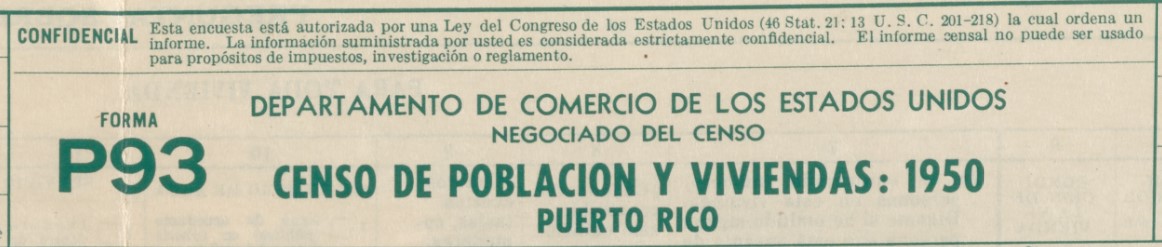 CONFIDENCIAL Esta encuesta está autorizada por una Ley del Congreso de los Estados Unidos (46 Stat. 21: 13 U. S. C. 201-218) la cual ordena un
informe. La información suministrada por usted es considerada estrictamente confidencial. El informe censal no puede ser usado
para propósitos de impuestos, investigación o reglamento.
FORMA
P93
DEPARTAMENTO DE COMERCIO DE LOS ESTADOS UNIDOS
NEGOCIADO DEL CENSO
CENSO DE POBLACION Y VIVIENDAS: 1950
PUERTO RICO